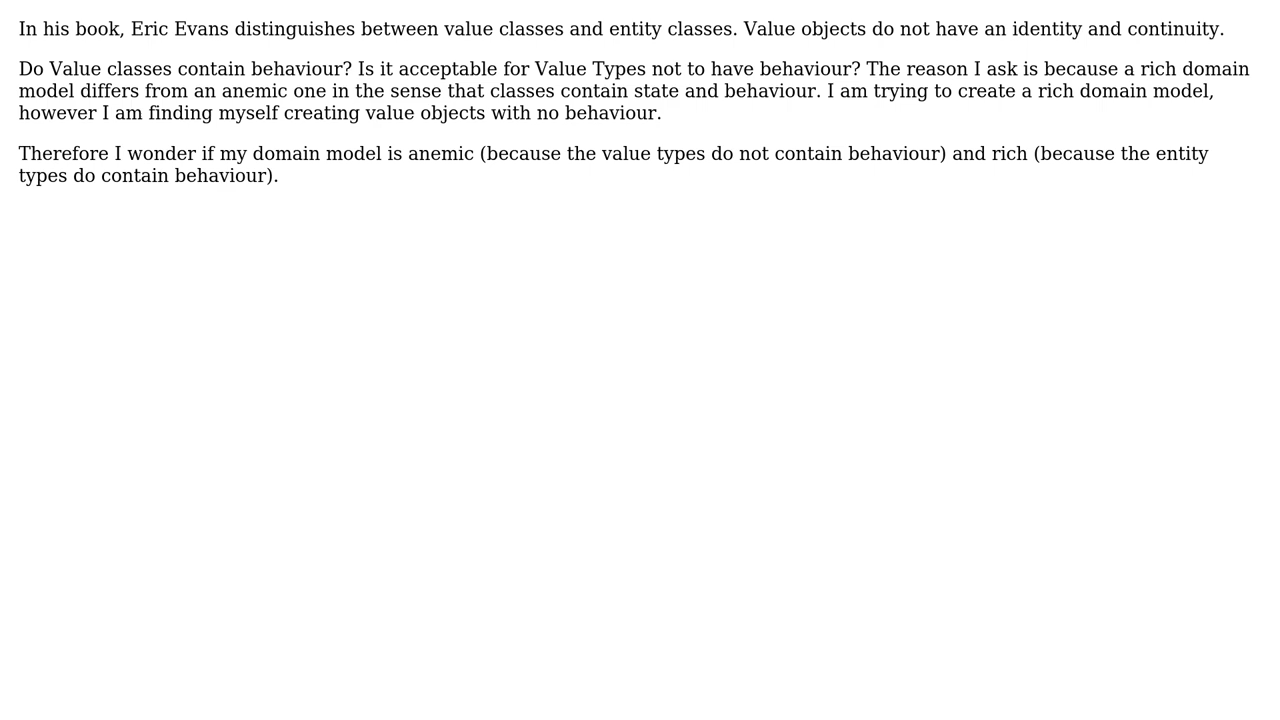 In his book, Eric Evans distinguishes between value classes and entity classes. Value objects do not have an identity and continuity.
Do Value classes contain behaviour? Is it acceptable for Value Types not to have behaviour? The reason I ask is because a rich domain
model differs from an anemic one in the sense that classes contain state and behaviour. I am trying to create a rich domain model,
however I am finding myself creating value objects with no behaviour.
Therefore I wonder if my domain model is anemic (because the value types do not contain behaviour) and rich (because the entity
types do contain behaviour).